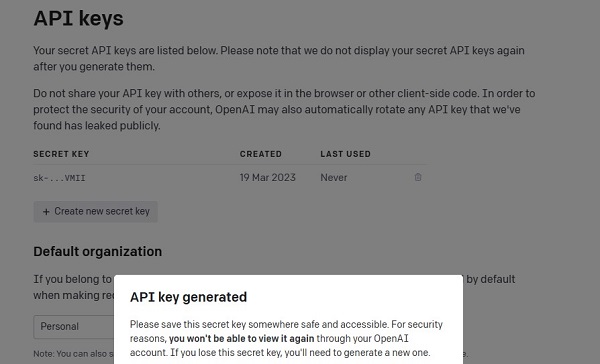 API keys
Your secret API keys are listed below. Please note that we do not display your secret API keys again
after you generate them.
Do not share your API key with others, or expose it in the browser or other client-side code. In order to
protect the security of your account, OpenAI may also automatically rotate any API key that we've
found has leaked publicly.
SECRET KEY CREATED LAST USED
sk-...VMII 19 Mar 2023 Never
+ Create new secret key
Default organization
If you belong to by default
when making
Personal
Note: You can also
API key generated
Please save this secret key somewhere safe and accessible. For security
reasons, you won't be able to view it again through your OpenAI
account. If you lose this secret key, you'll need to generate a new one.